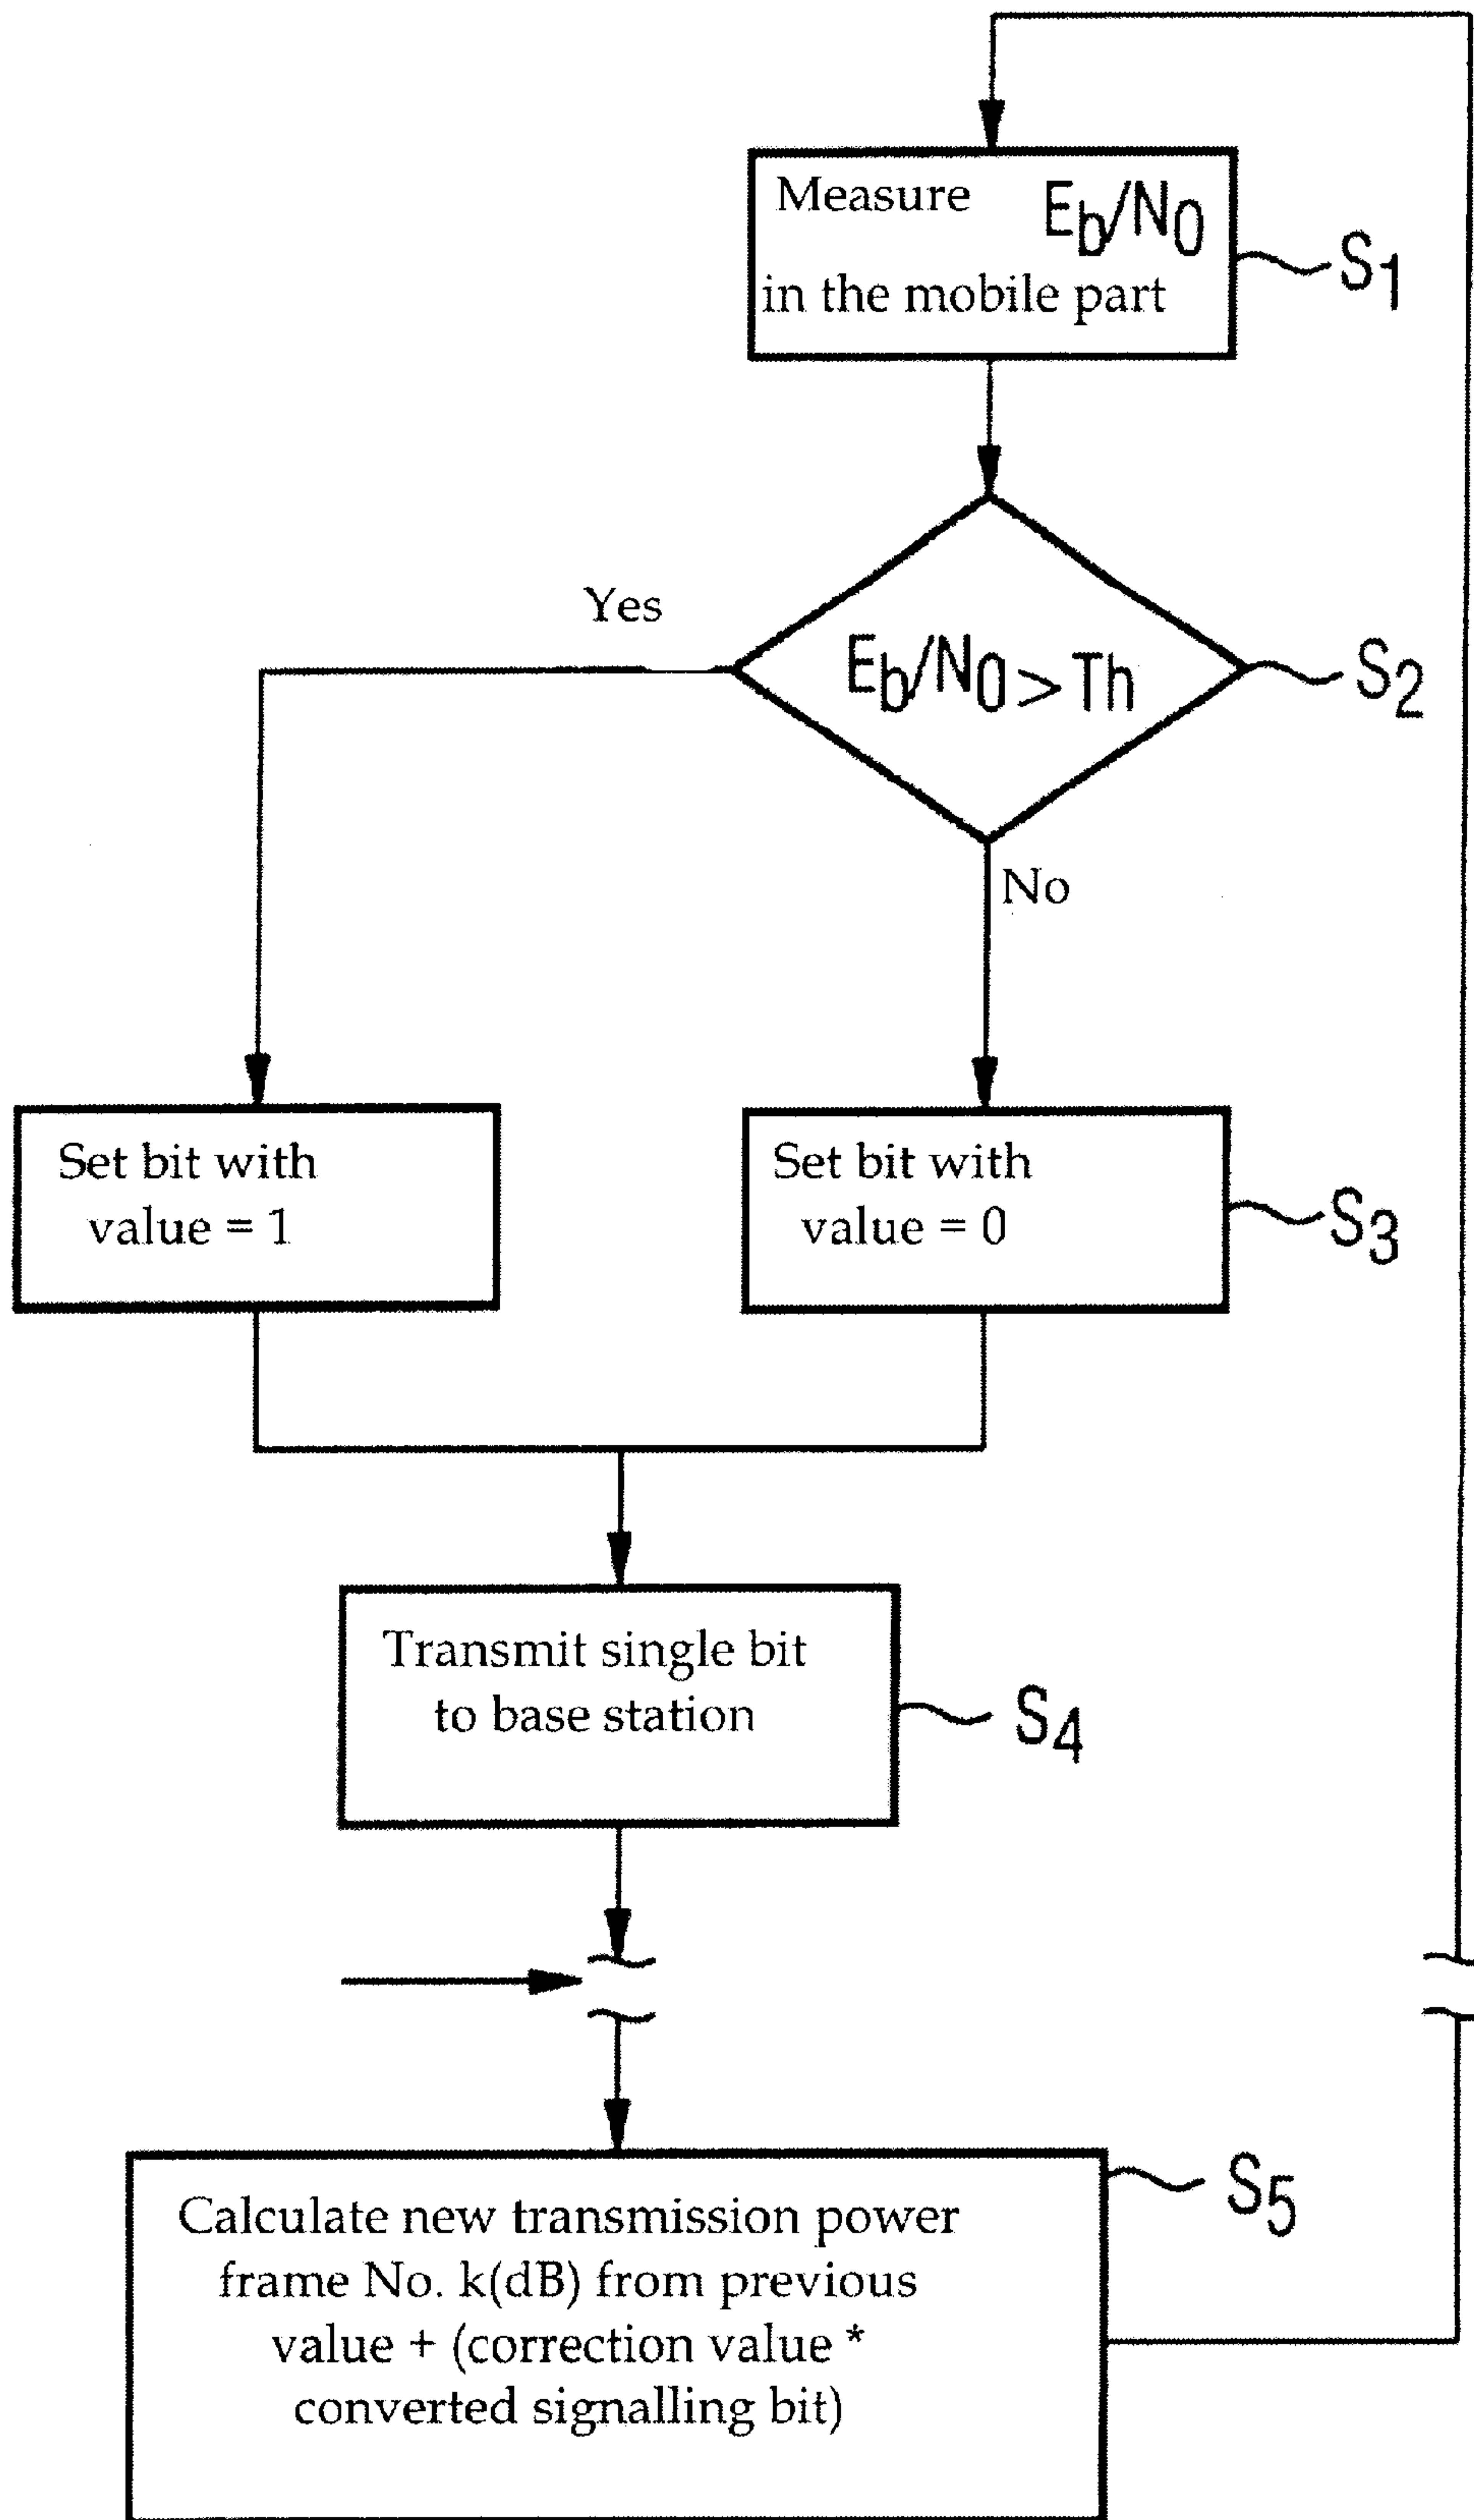 Measure Eb/N0
in the mobile part
S1
Yes
Eb/N0 > Th
S2
No
Set bit with
value = 1
Set bit with
value = 0
S3
Transmit single bit
to base station
S4
Calculate new transmission power
frame No. k(dB) from previous
value + (correction value *
converted signalling bit)
S5